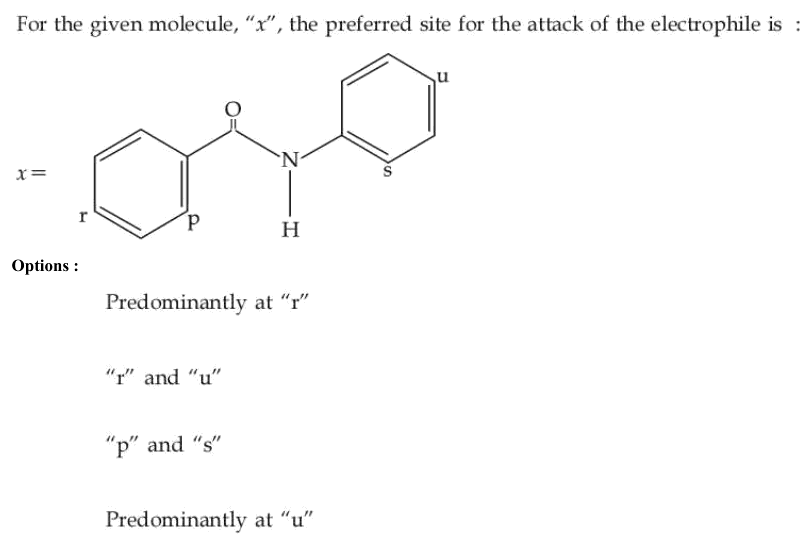 For the given molecule, “x”, the preferred site for the attack of the electrophile is :
u
O
N
x=
s
r
p
H
Options :
Predominantly at “r”
“r” and “u”
“p” and “s”
Predominantly at “u”